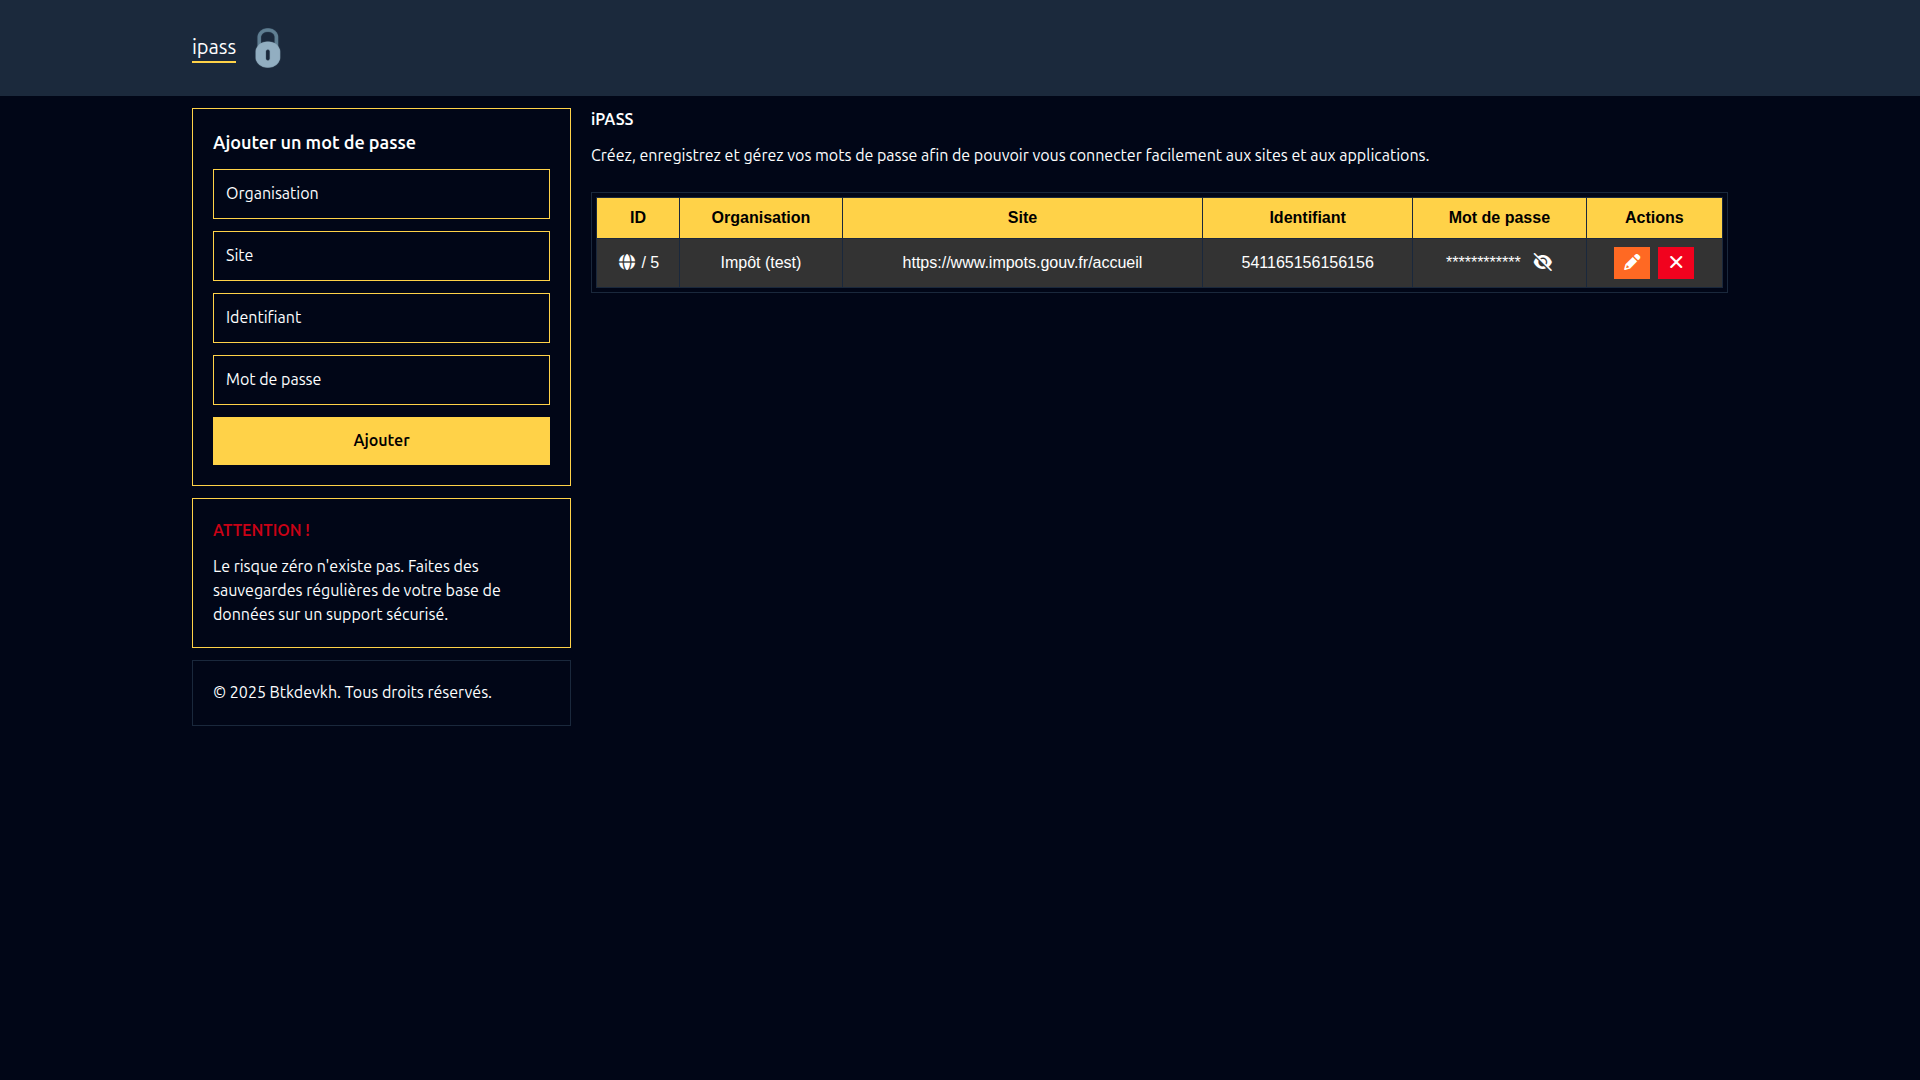 ipass
Ajouter un mot de passe
Organisation
Site
Identifiant
Mot de passe
Ajouter
ATTENTION !
Le risque zéro n'existe pas. Faites des
sauvegardes régulières de votre base de
données sur un support sécurisé.
© 2025 Btkdevkh. Tous droits réservés.
iPASS
Créez, enregistrez et gérez vos mots de passe afin de pouvoir vous connecter facilement aux sites et aux applications.
ID Organisation Site Identifiant Mot de passe Actions
/ 5 Impôt (test) https://www.impots.gouv.fr/accueil 541165156156156 ************